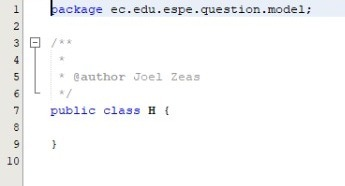 1 package ec.edu.espe.question.model;
2
3 /**
4 *
5 * @author Joel Zeas
6 */
7 public class H {
8
9 }
10